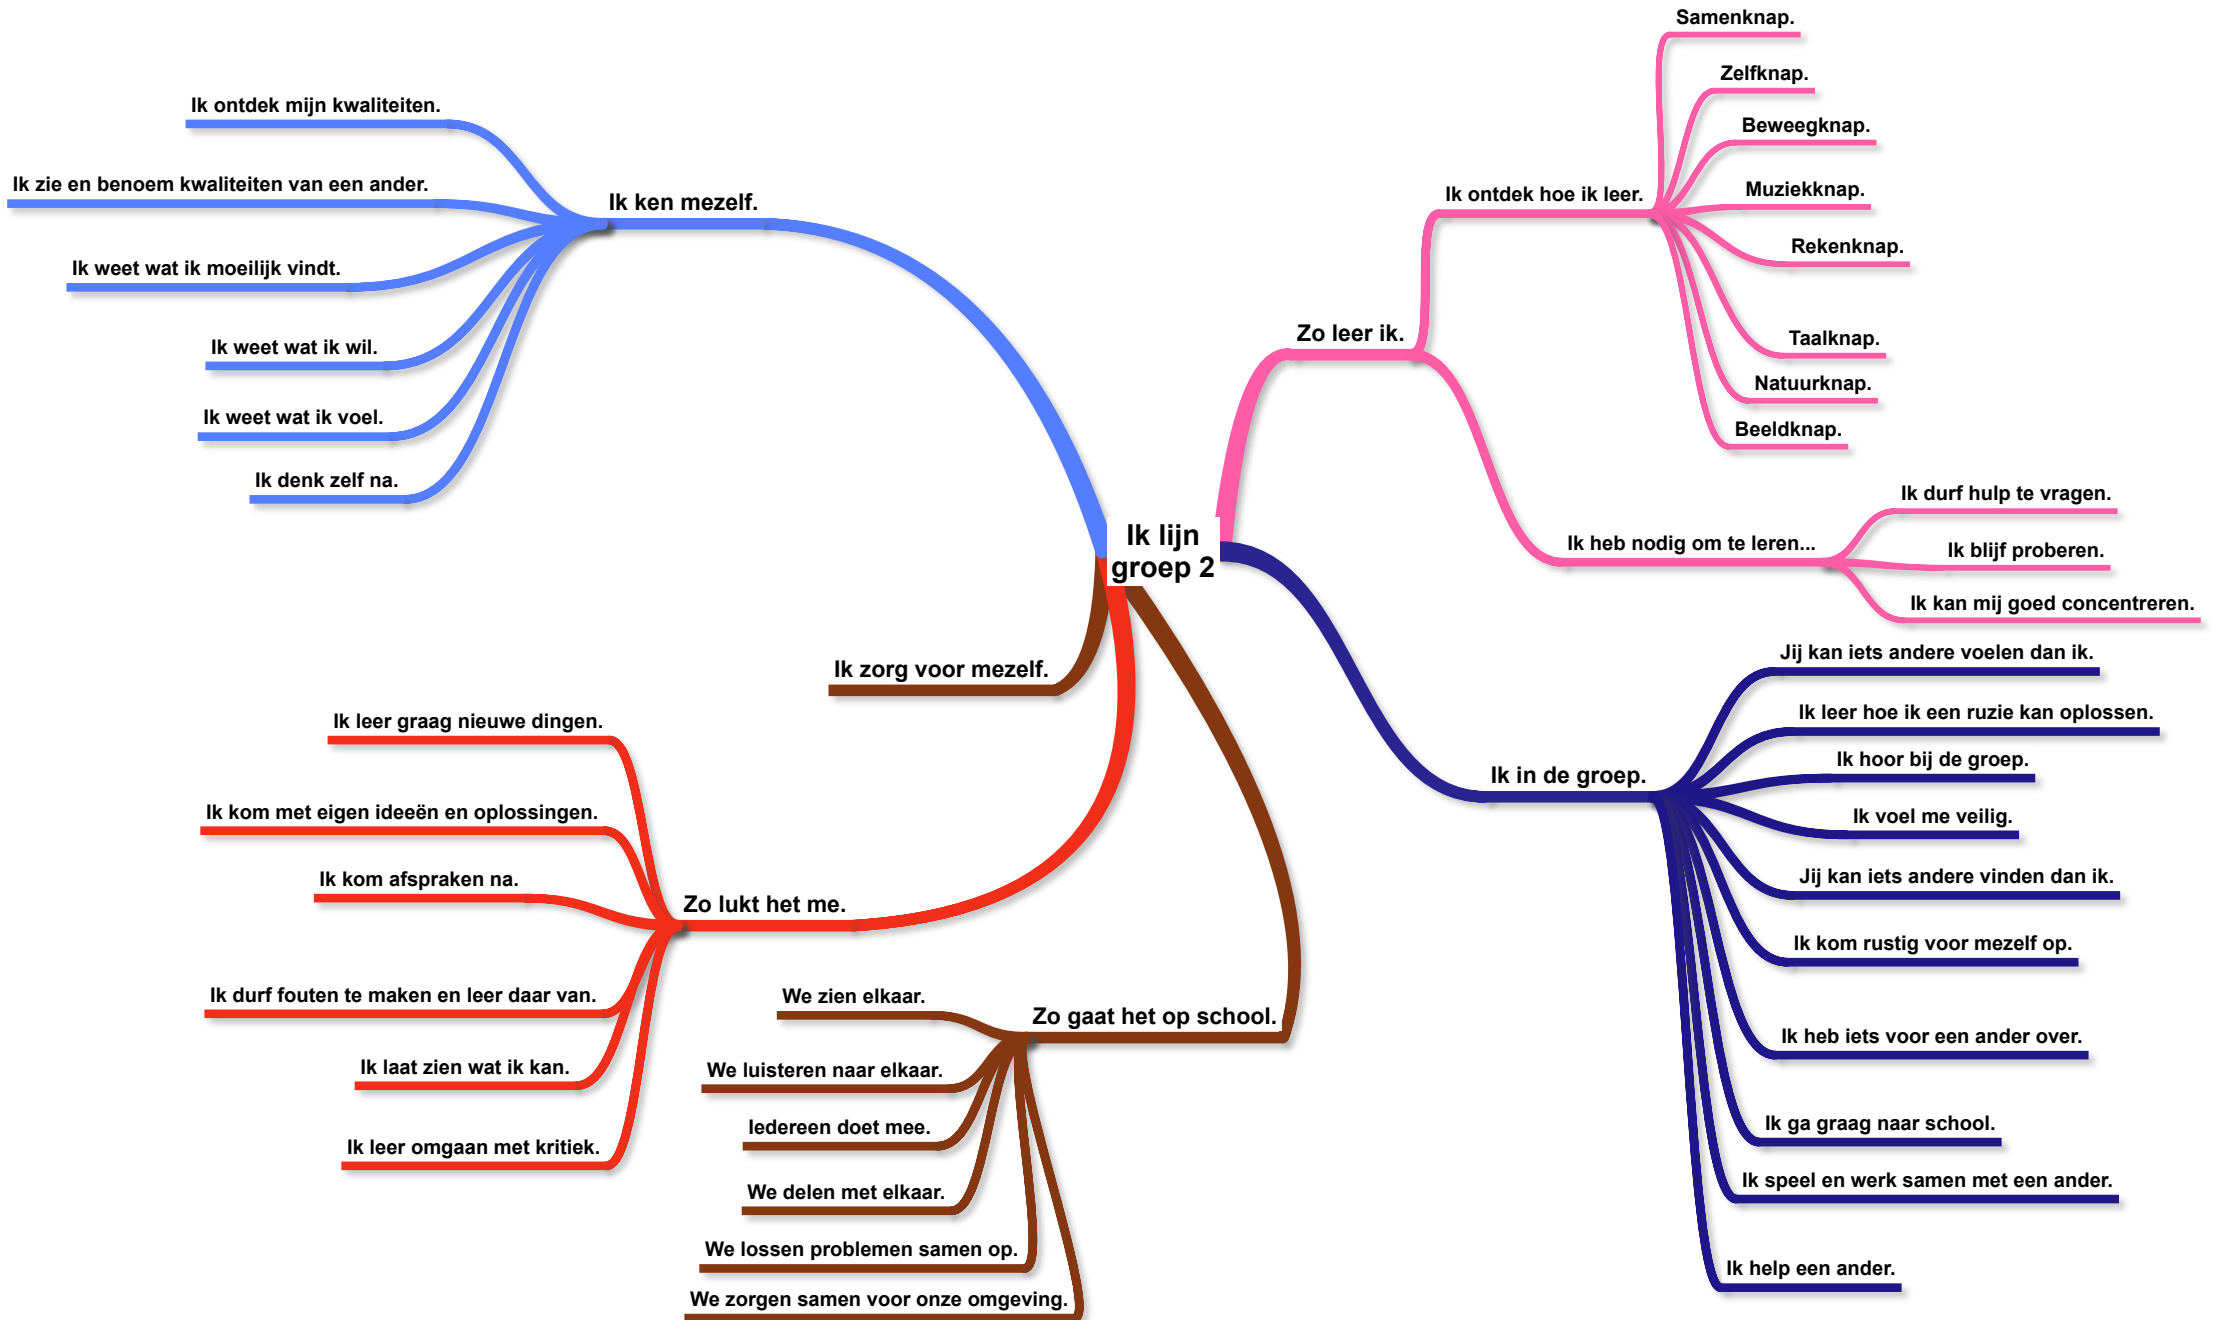 Ik lijn
groep 2
Ik ken mezelf.
Ik ontdek mijn kwaliteiten.
Ik zie en benoem kwaliteiten van een ander.
Ik weet wat ik moeilijk vindt.
Ik weet wat ik wil.
Ik weet wat ik voel.
Ik denk zelf na.
Zo leer ik.
Ik ontdek hoe ik leer.
Samenknap.
Zelfknap.
Beweegknap.
Muziekknap.
Rekenknap.
Taalknap.
Natuurknap.
Beeldknap.
Ik heb nodig om te leren...
Ik durf hulp te vragen.
Ik blijf proberen.
Ik kan mij goed concentreren.
Ik in de groep.
Jij kan iets andere voelen dan ik.
Ik leer hoe ik een ruzie kan oplossen.
Ik hoor bij de groep.
Ik voel me veilig.
Jij kan iets andere vinden dan ik.
Ik kom rustig voor mezelf op.
Ik heb iets voor een ander over.
Ik ga graag naar school.
Ik speel en werk samen met een ander.
Ik help een ander.
Ik zorg voor mezelf.
Zo lukt het me.
Ik leer graag nieuwe dingen.
Ik kom met eigen ideeën en oplossingen.
Ik kom afspraken na.
Ik durf fouten te maken en leer daar van.
Ik laat zien wat ik kan.
Ik leer omgaan met kritiek.
Zo gaat het op school.
We zien elkaar.
We luisteren naar elkaar.
Iedereen doet mee.
We delen met elkaar.
We lossen problemen samen op.
We zorgen samen voor onze omgeving.